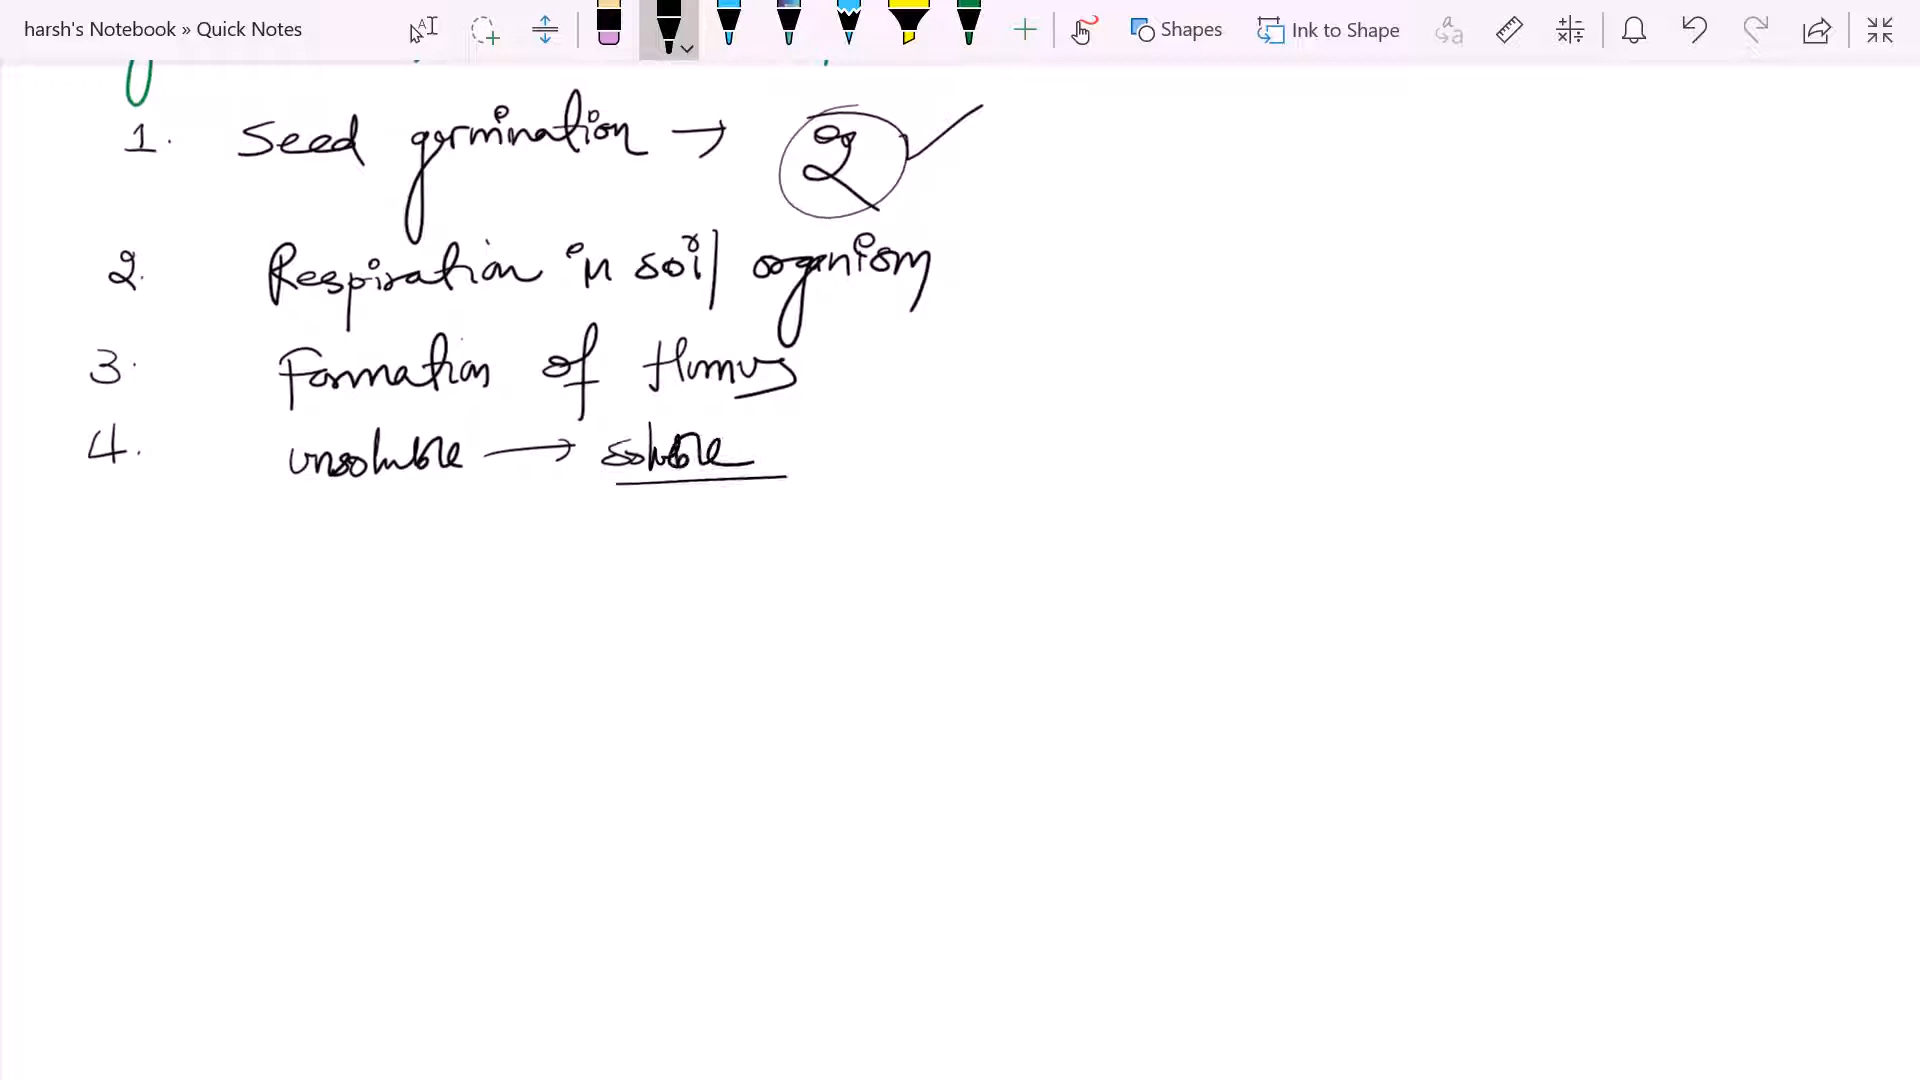 harsh's Notebook » Quick Notes Shapes Ink to Shape
1. Seed germination →
2. Respiration in soil organism
3. Formation of Humus
4. unsoluble → soluble